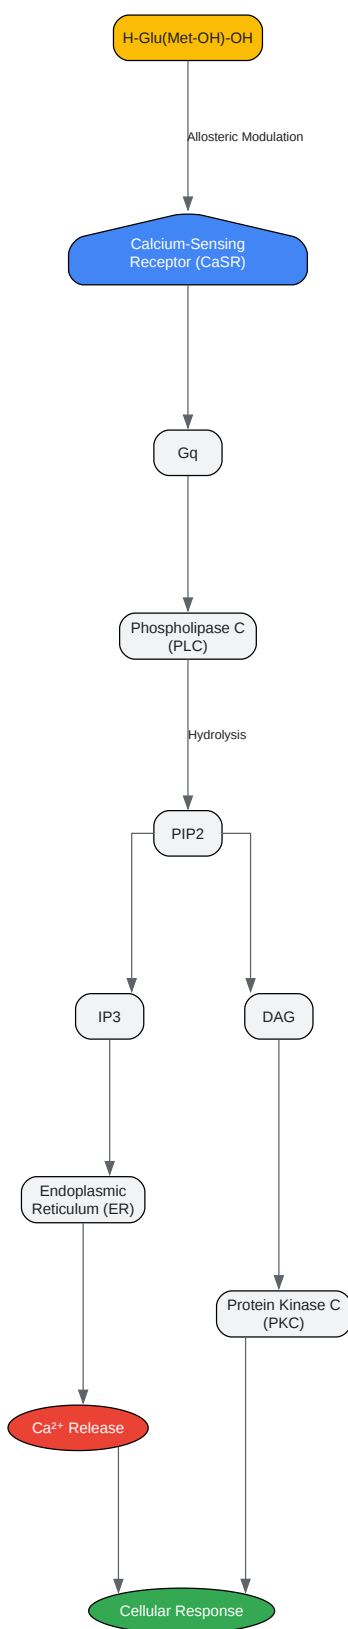 H-Glu(Met-OH)-OH
Allosteric Modulation
Calcium-Sensing
Receptor (CaSR)
Gq
Phospholipase C
(PLC)
Hydrolysis
PIP2
IP3
DAG
Endoplasmic
Reticulum (ER)
Protein Kinase C
(PKC)
Ca²⁺ Release
Cellular Response